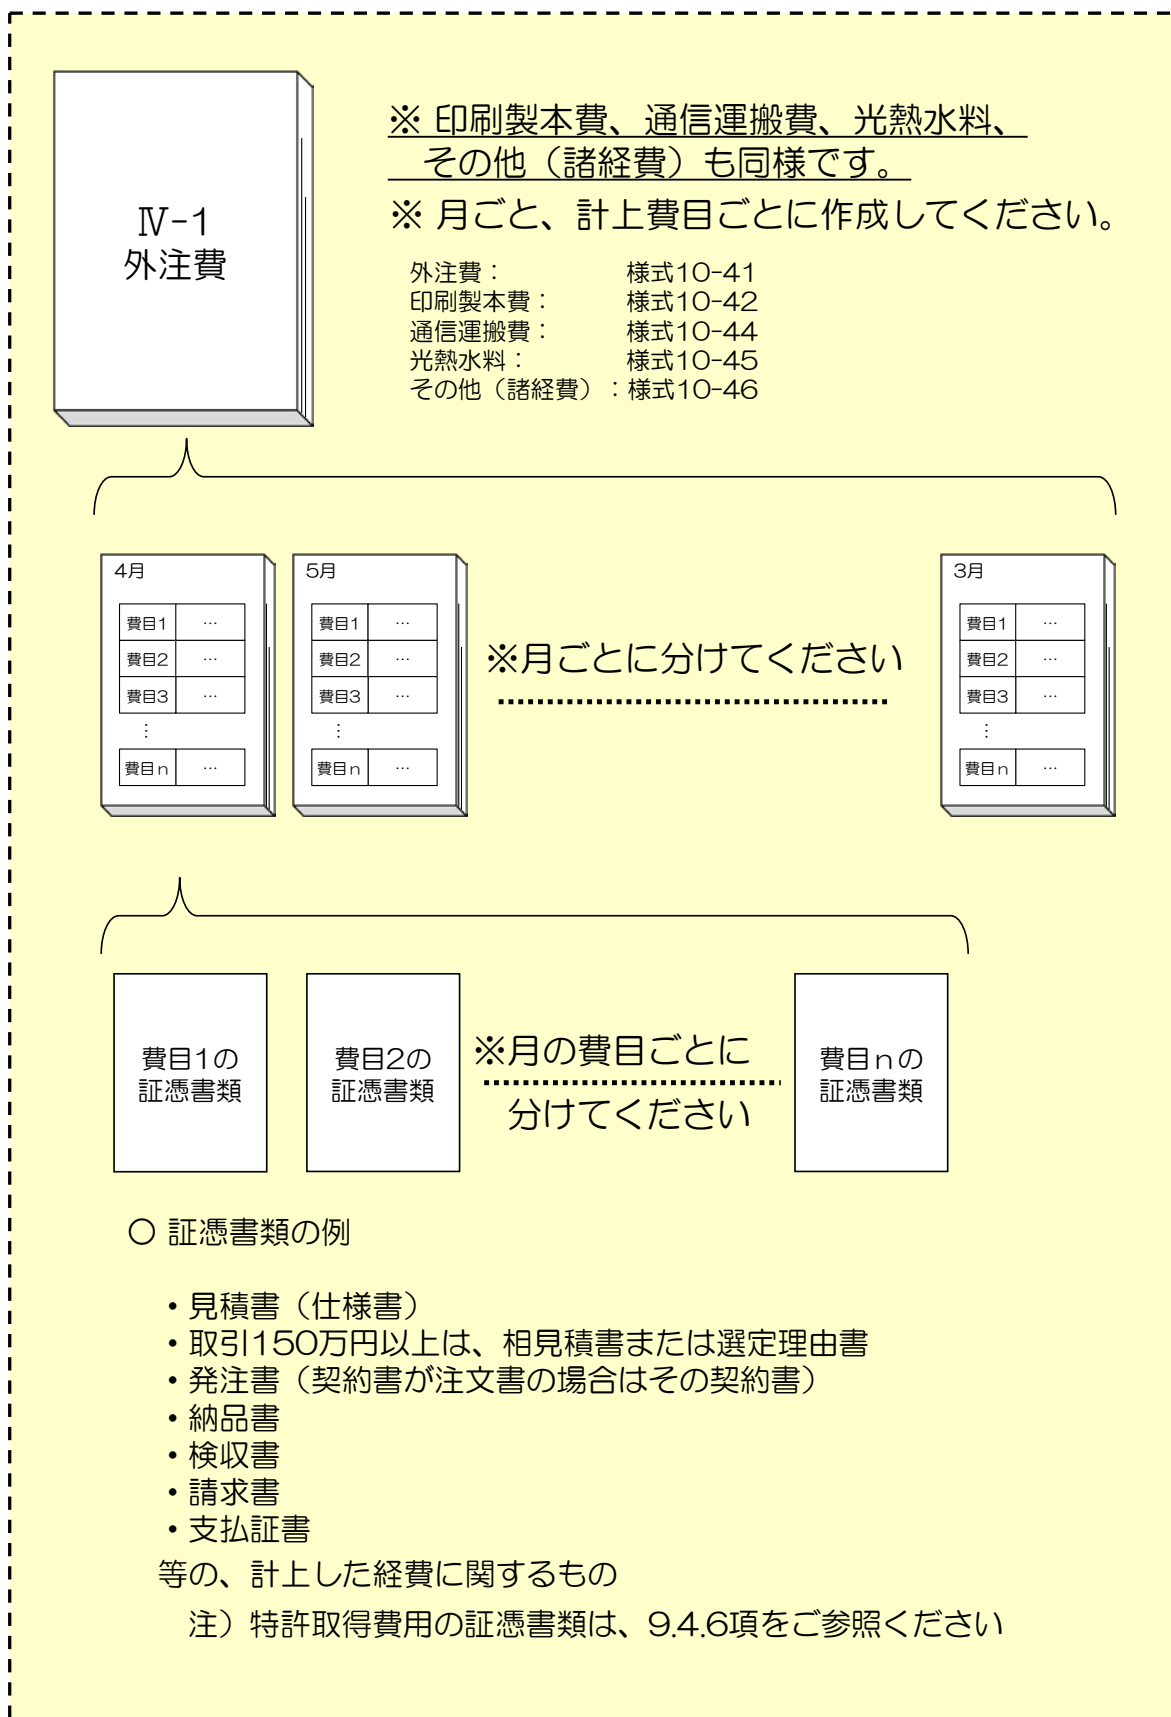 Ⅳ-1
外注費
※ 印刷製本費、通信運搬費、光熱水料、
その他（諸経費）も同様です。
※ 月ごと、計上費目ごとに作成してください。
外注費： 様式10-41
印刷製本費： 様式10-42
通信運搬費： 様式10-44
光熱水料： 様式10-45
その他（諸経費）：様式10-46
4月
費目1 …
費目2 …
費目3 …
⋮
費目n …
5月
費目1 …
費目2 …
費目3 …
⋮
費目n …
※月ごとに分けてください
3月
費目1 …
費目2 …
費目3 …
⋮
費目n …
費目1の
証憑書類
費目2の
証憑書類
※月の費目ごとに
分けてください
費目nの
証憑書類
○ 証憑書類の例
・見積書（仕様書）
・取引150万円以上は、相見積書または選定理由書
・発注書（契約書が注文書の場合はその契約書）
・納品書
・検収書
・請求書
・支払証書
等の、計上した経費に関するもの
注）特許取得費用の証憑書類は、9.4.6項をご参照ください